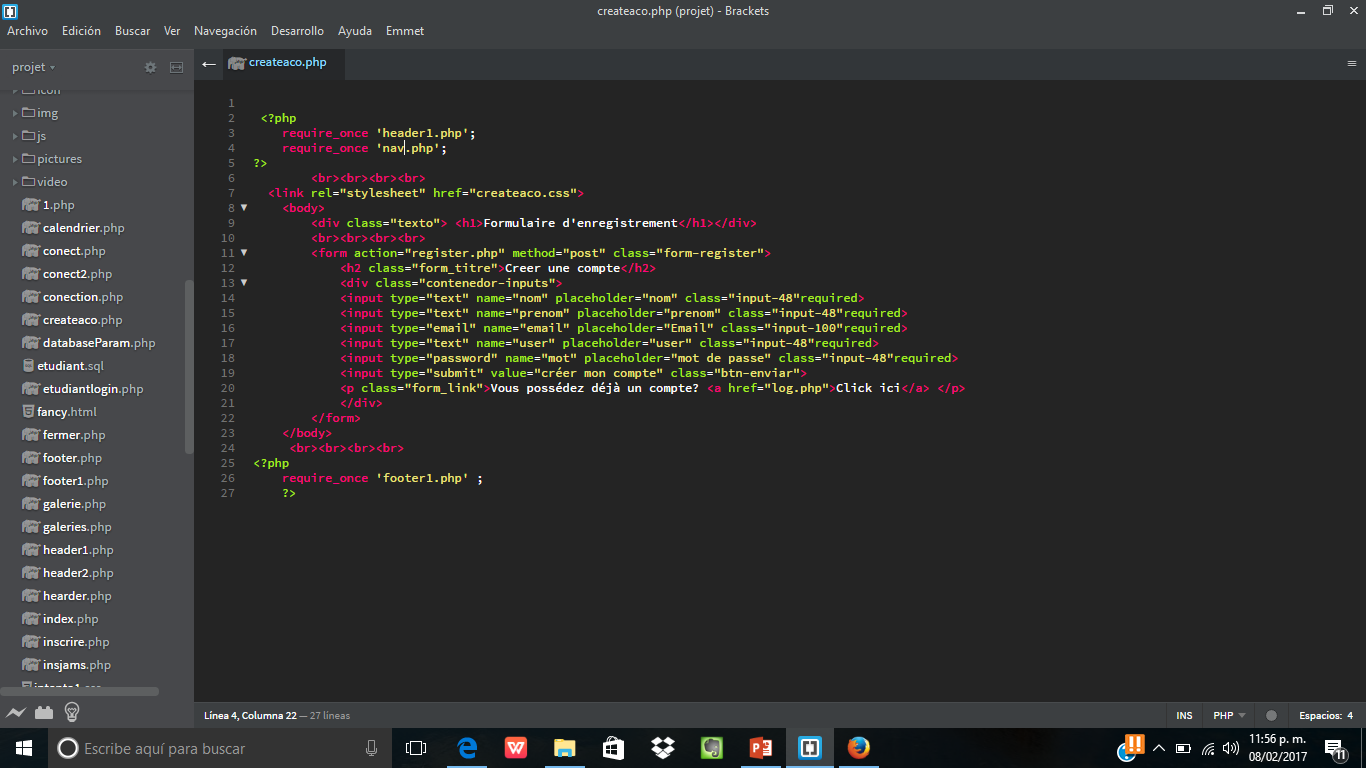 createaco.php (projet) - Brackets
Archivo Edición Buscar Ver Navegación Desarrollo Ayuda Emmet
projet
createaco.php
icon
img
js
pictures
video
1.php
calendrier.php
conect.php
conect2.php
conection.php
createaco.php
databaseParam.php
etudiant.sql
etudiantlogin.php
fancy.html
fermer.php
footer.php
footer1.php
galerie.php
galeries.php
header1.php
header2.php
hearder.php
index.php
inscrire.php
insjams.php
1
2 <?php
3 require_once 'header1.php';
4 require_once 'nav.php';
5 ?>
6 <br><br><br><br>
7 <link rel="stylesheet" href="createaco.css">
8 <body>
9 <div class="texto"> <h1>Formulaire d'enregistrement</h1></div>
10 <br><br><br><br>
11 <form action="register.php" method="post" class="form-register">
12 <h2 class="form_titre">Creer une compte</h2>
13 <div class="contenedor-inputs">
14 <input type="text" name="nom" placeholder="nom" class="input-48"required>
15 <input type="text" name="prenom" placeholder="prenom" class="input-48"required>
16 <input type="email" name="email" placeholder="Email" class="input-100"required>
17 <input type="text" name="user" placeholder="user" class="input-48"required>
18 <input type="password" name="mot" placeholder="mot de passe" class="input-48"required>
19 <input type="submit" value="créer mon compte" class="btn-enviar">
20 <p class="form_link">Vous possédez déjà un compte? <a href="log.php">Click ici</a> </p>
21 </div>
22 </form>
23 </body>
24 <br><br><br><br>
25 <?php
26 require_once 'footer1.php' ;
27 ?>
Línea 4, Columna 22 — 27 líneas
INS PHP Espacios: 4
Escribe aquí para buscar
11:56 p. m.
08/02/2017
11